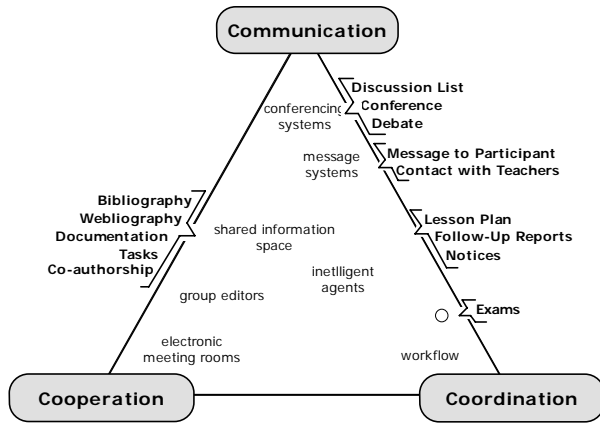 Communication
Discussion List
Conference
Debate
conferencing
systems
Message to Participant
Contact with Teachers
message
systems
Bibliography
Webliography
Documentation
Tasks
Co-authorship
shared information
space
Lesson Plan
Follow-Up Reports
Notices
inetlligent
agents
group editors
Exams
electronic
meeting rooms
workflow
Cooperation
Coordination